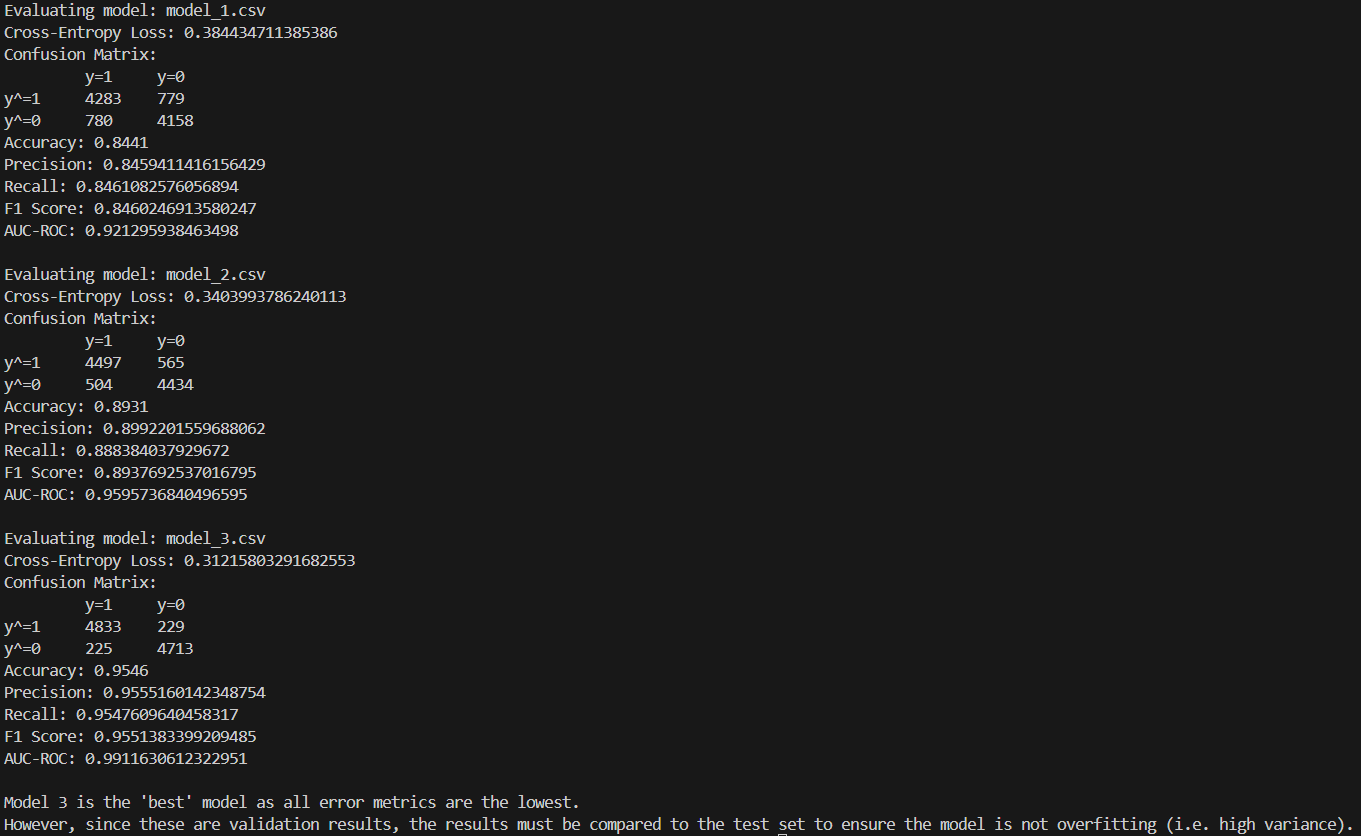 Evaluating model: model_1.csv
Cross-Entropy Loss: 0.384434711385386
Confusion Matrix:
y=1 y=0
y^=1 4283 779
y^=0 780 4158
Accuracy: 0.8441
Precision: 0.8459411416156429
Recall: 0.8461082576056894
F1 Score: 0.8460246913580247
AUC-ROC: 0.921295938463498
Evaluating model: model_2.csv
Cross-Entropy Loss: 0.3403993786240113
Confusion Matrix:
y=1 y=0
y^=1 4497 565
y^=0 504 4434
Accuracy: 0.8931
Precision: 0.8992201559688062
Recall: 0.888384037929672
F1 Score: 0.8937692537016795
AUC-ROC: 0.9595736840496595
Evaluating model: model_3.csv
Cross-Entropy Loss: 0.31215803291682553
Confusion Matrix:
y=1 y=0
y^=1 4833 229
y^=0 225 4713
Accuracy: 0.9546
Precision: 0.9555160142348754
Recall: 0.9547609640458317
F1 Score: 0.9551383399209485
AUC-ROC: 0.9911630612322951
Model 3 is the 'best' model as all error metrics are the lowest.
However, since these are validation results, the results must be compared to the test set to ensure the model is not overfitting (i.e. high variance).